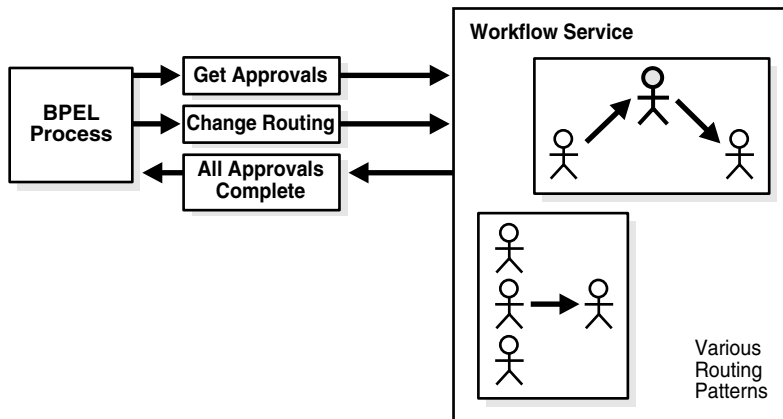 Workflow Service
BPEL
Process
Get Approvals
Change Routing
All Approvals
Complete
Various
Routing
Patterns